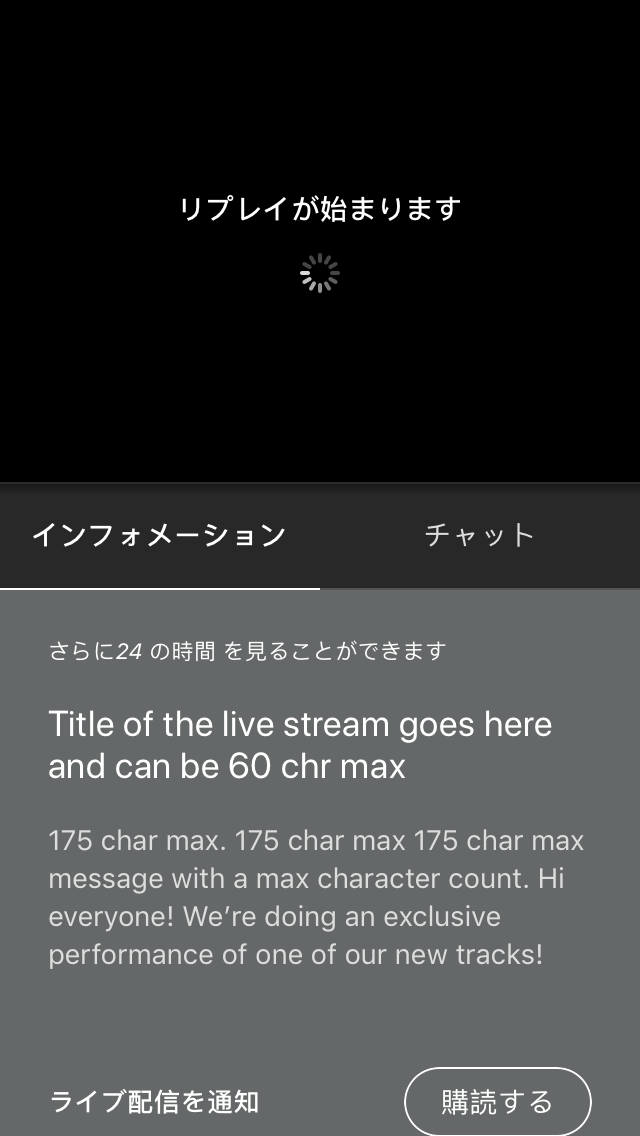 リプレイが始まります
インフォメーション
チャット
さらに24 の時間 を見ることができます
Title of the live stream goes here
and can be 60 chr max
175 char max. 175 char max 175 char max
message with a max character count. Hi
everyone! We’re doing an exclusive
performance of one of our new tracks!
ライブ配信を通知
購読する